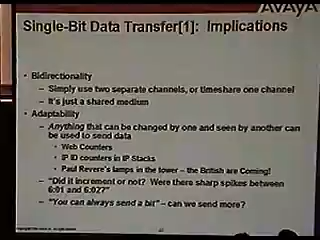 AVAYA
Single-Bit Data Transfer[1]: Implications
• Bidirectionality
– Simply use two separate channels, or timeshare one channel
– It's just a shared medium
• Adaptability
– Anything that can be changed by one and seen by another can
be used to send data
• Web Counters
• IP ID counters in IP Stacks
• Paul Revere's lamps in the tower – the British are Coming!
– "Did it increment or not? Were there sharp spikes between
6:01 and 6:02?"
– "You can always send a bit" – can we send more?